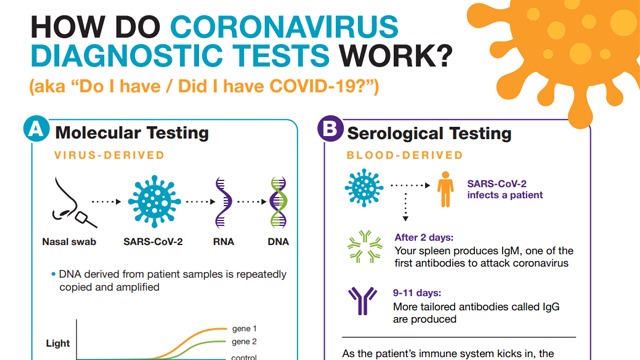 HOW DO CORONAVIRUS
DIAGNOSTIC TESTS WORK?
(aka “Do I have / Did I have COVID-19?”)
A Molecular Testing
VIRUS-DERIVED
Nasal swab
SARS-CoV-2
RNA
DNA
• DNA derived from patient samples is repeatedly
copied and amplified
Light
gene 1
gene 2
control
B Serological Testing
BLOOD-DERIVED
SARS-CoV-2
infects a patient
After 2 days:
Your spleen produces IgM, one of the
first antibodies to attack coronavirus
9-11 days:
More tailored antibodies called IgG
are produced
As the patient’s immune system kicks in, the